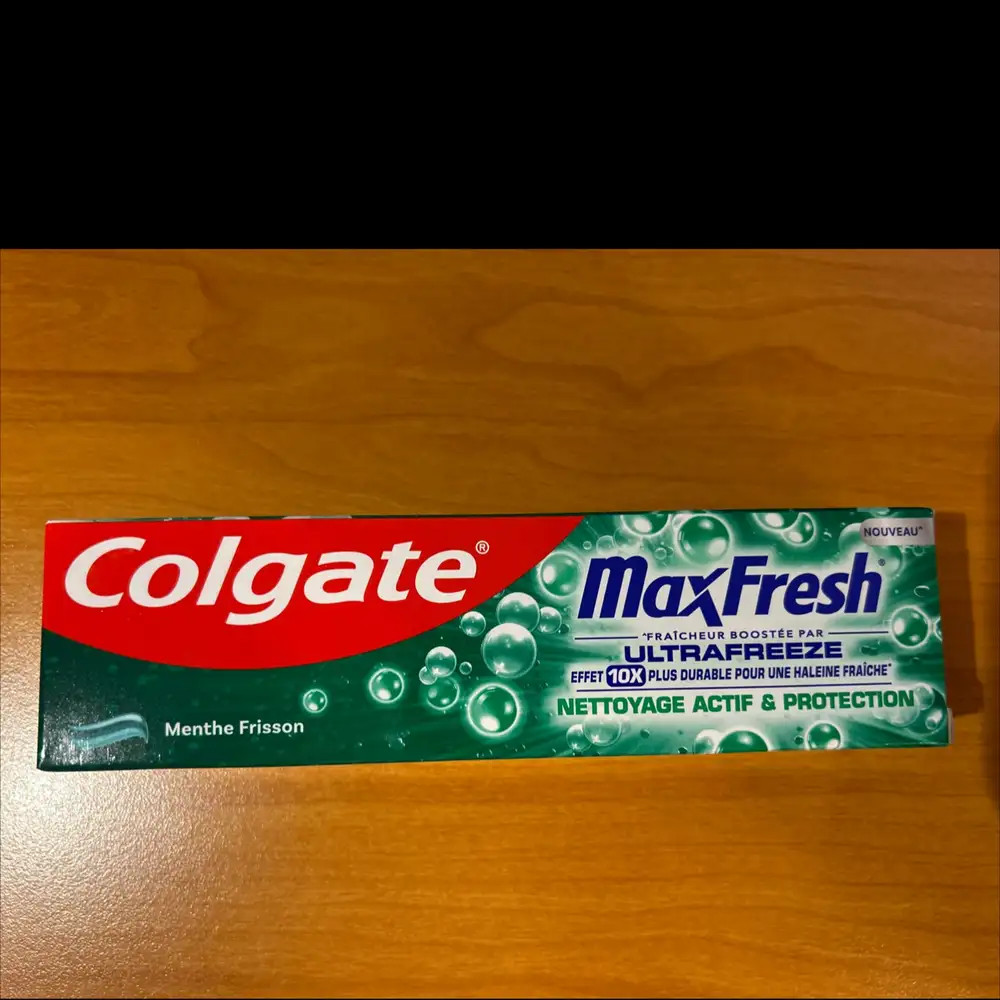 Colgate®
NOUVEAU^
MaxFresh®
^FRAÎCHEUR BOOSTÉE PAR
ULTRAFREEZE
EFFET 10X PLUS DURABLE POUR UNE HALEINE FRAÎCHE*
NETTOYAGE ACTIF & PROTECTION
Menthe Frisson